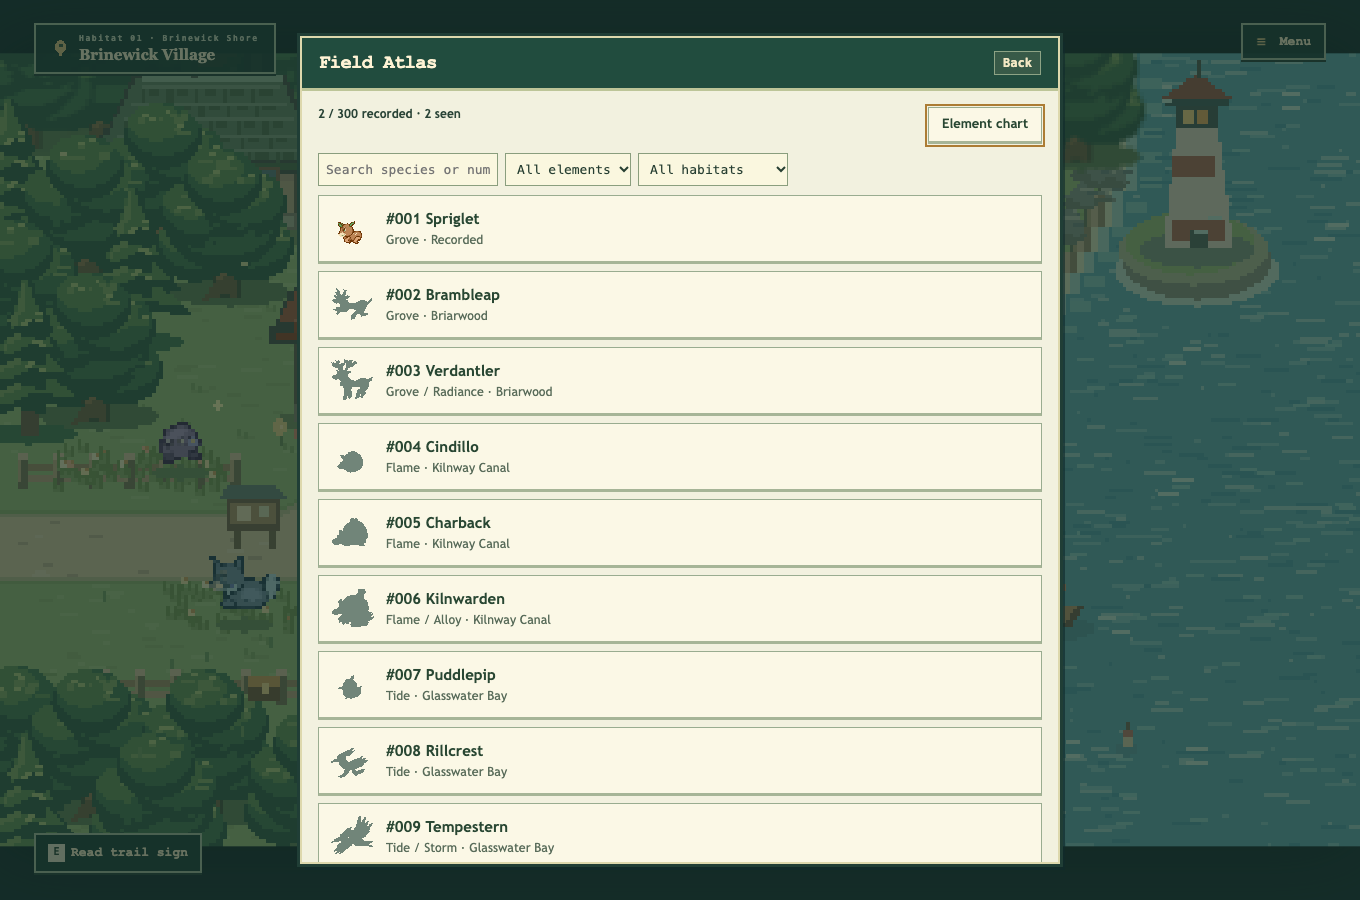 Habitat 01 · Brinewick Shore
Brinewick Village
≡ Menu
Field Atlas
Back
2 / 300 recorded · 2 seen
Element chart
Search species or num
All elements
All habitats
#001 Spriglet
Grove · Recorded
#002 Brambleap
Grove · Briarwood
#003 Verdantler
Grove / Radiance · Briarwood
#004 Cindillo
Flame · Kilnway Canal
#005 Charback
Flame · Kilnway Canal
#006 Kilnwarden
Flame / Alloy · Kilnway Canal
#007 Puddlepip
Tide · Glasswater Bay
#008 Rillcrest
Tide · Glasswater Bay
#009 Tempestern
Tide / Storm · Glasswater Bay
E Read trail sign